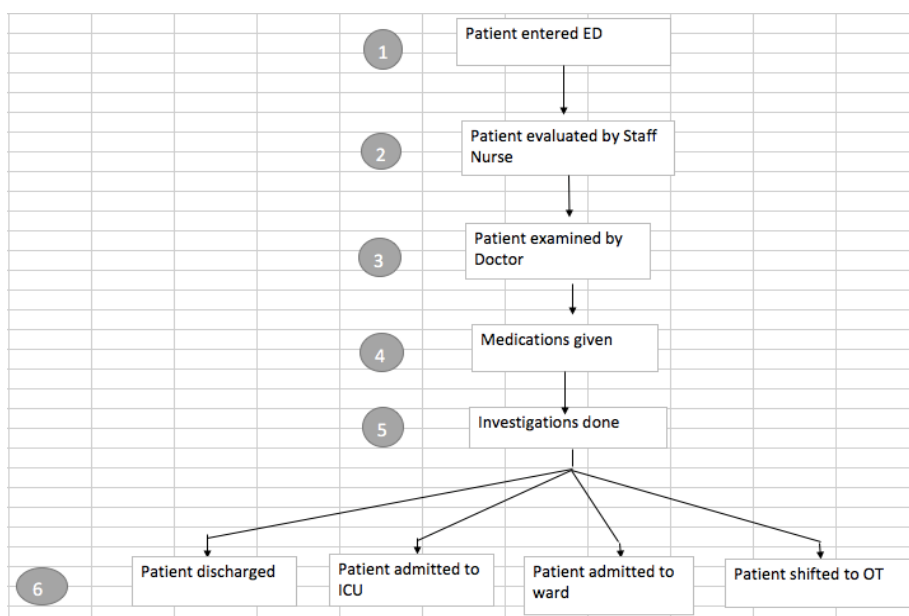 1
Patient entered ED
2
Patient evaluated by Staff
Nurse
3
Patient examined by
Doctor
4
Medications given
5
Investigations done
6
Patient discharged
Patient admitted to
ICU
Patient admitted to
ward
Patient shifted to OT